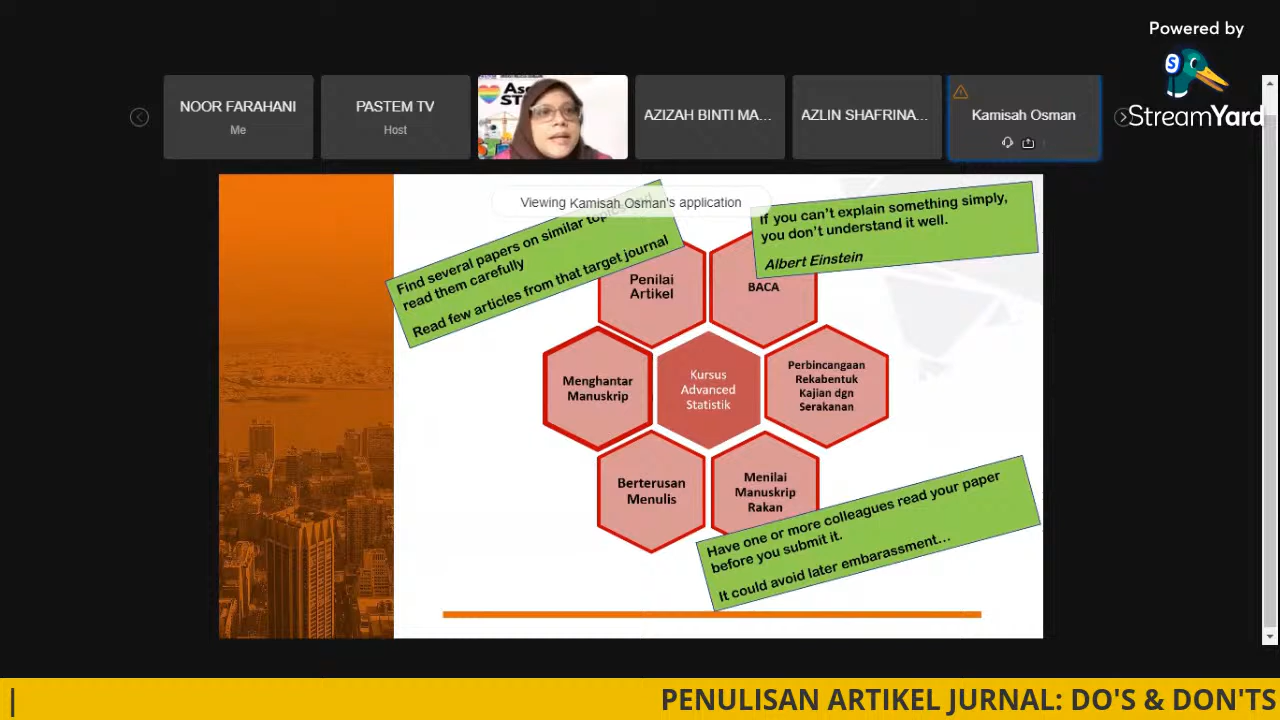 Powered by
StreamYard
NOOR FARAHANI
Me
PASTEM TV
Host
AZIZAH BINTI MA...
AZLIN SHAFRINA...
Kamisah Osman
Viewing Kamisah Osman's application
Find several papers on similar
read them carefully
Read few articles from that target journal
If you can't explain something simply,
you don't understand it well.
Albert Einstein
Penilai
Artikel
BACA
Menghantar
Manuskrip
Kursus
Advanced
Statistik
Perbincangaan
Rekabentuk
Kajian dgn
Serakanan
Berterusan
Menulis
Menilai
Manuskrip
Rakan
Have one or more colleagues read your paper
before you submit it.
It could avoid later embarassment...
PENULISAN ARTIKEL JURNAL: DO'S & DON'TS